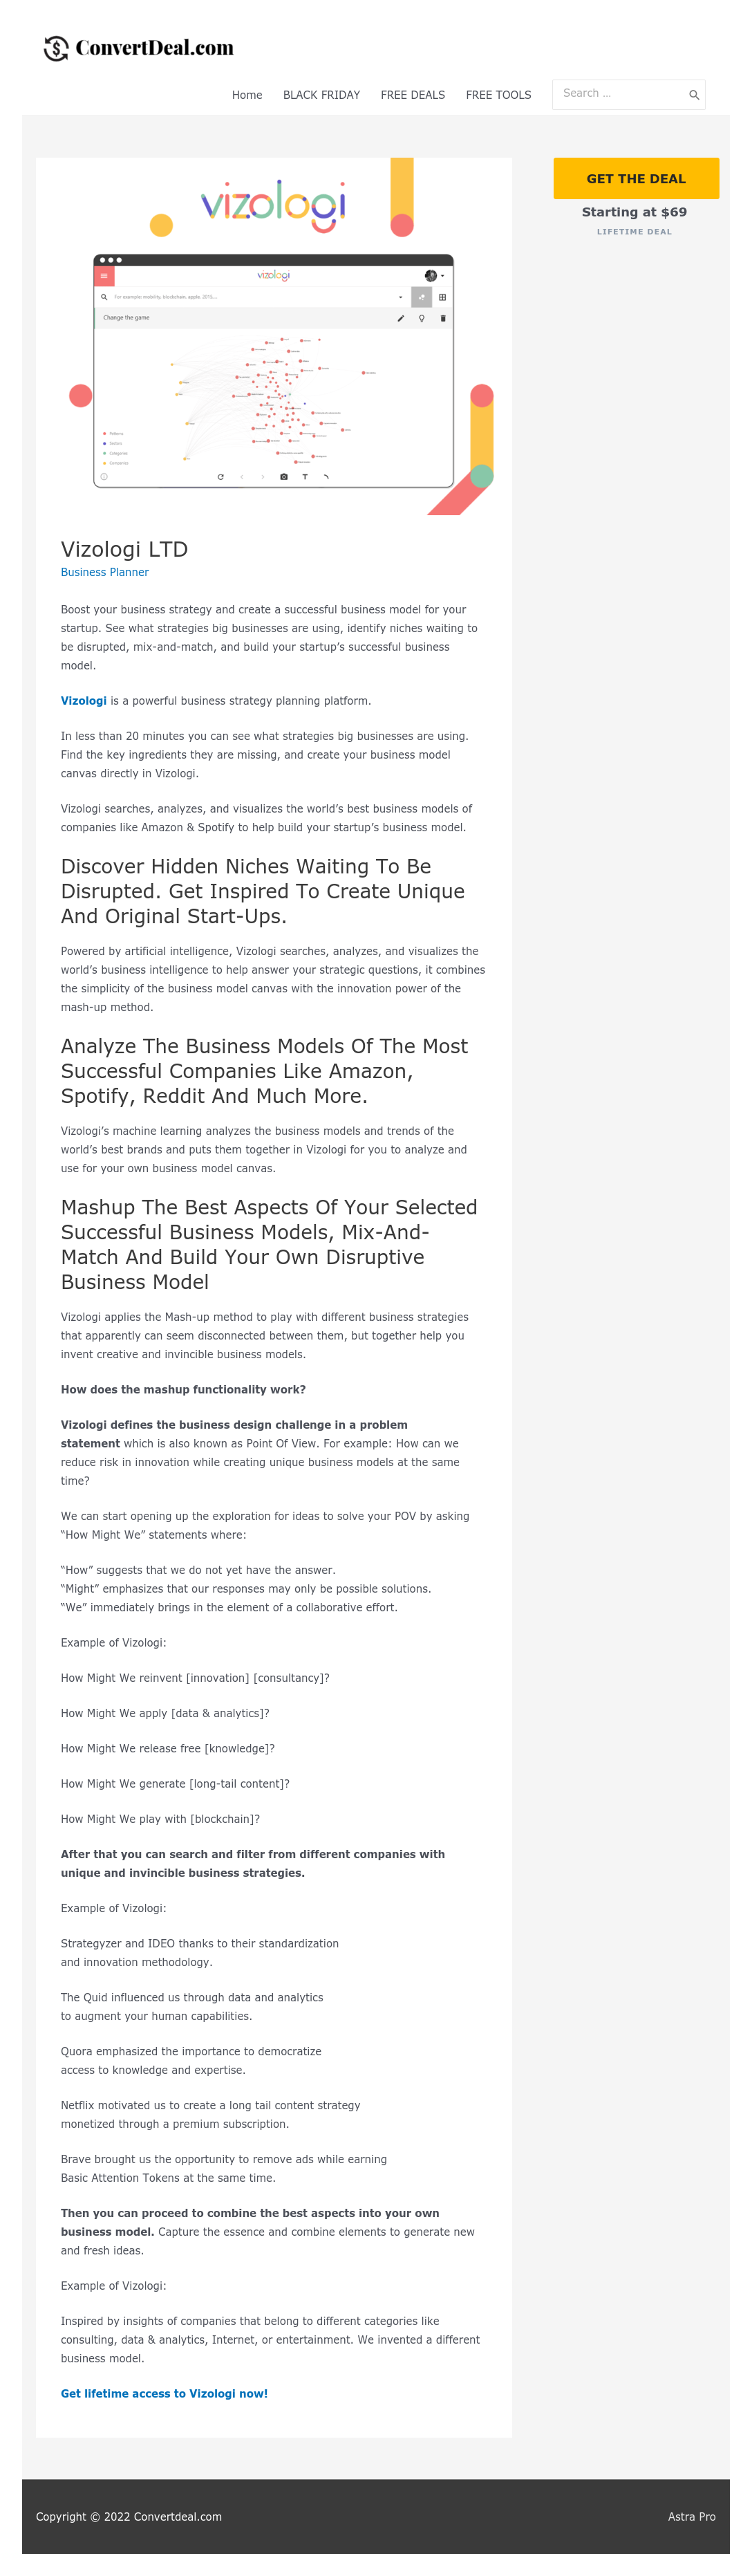 ConvertDeal.com
Home BLACK FRIDAY FREE DEALS FREE TOOLS Search ...
GET THE DEAL
Starting at $69
LIFETIME DEAL
vizologi
vizologi
For example: mobility, blockchain, apple, 2010,...
Change the game
Patterns
Sectors
Categories
Companies
Vizologi LTD
Business Planner
Boost your business strategy and create a successful business model for your
startup. See what strategies big businesses are using, identify niches waiting to
be disrupted, mix-and-match, and build your startup’s successful business
model.
Vizologi is a powerful business strategy planning platform.
In less than 20 minutes you can see what strategies big businesses are using.
Find the key ingredients they are missing, and create your business model
canvas directly in Vizologi.
Vizologi searches, analyzes, and visualizes the world’s best business models of
companies like Amazon & Spotify to help build your startup’s business model.
Discover Hidden Niches Waiting To Be
Disrupted. Get Inspired To Create Unique
And Original Start-Ups.
Powered by artificial intelligence, Vizologi searches, analyzes, and visualizes the
world’s business intelligence to help answer your strategic questions, it combines
the simplicity of the business model canvas with the innovation power of the
mash-up method.
Analyze The Business Models Of The Most
Successful Companies Like Amazon,
Spotify, Reddit And Much More.
Vizologi’s machine learning analyzes the business models and trends of the
world’s best brands and puts them together in Vizologi for you to analyze and
use for your own business model canvas.
Mashup The Best Aspects Of Your Selected
Successful Business Models, Mix-And-
Match And Build Your Own Disruptive
Business Model
Vizologi applies the Mash-up method to play with different business strategies
that apparently can seem disconnected between them, but together help you
invent creative and invincible business models.
How does the mashup functionality work?
Vizologi defines the business design challenge in a problem
statement which is also known as Point Of View. For example: How can we
reduce risk in innovation while creating unique business models at the same
time?
We can start opening up the exploration for ideas to solve your POV by asking
“How Might We” statements where:
“How” suggests that we do not yet have the answer.
“Might” emphasizes that our responses may only be possible solutions.
“We” immediately brings in the element of a collaborative effort.
Example of Vizologi:
How Might We reinvent [innovation] [consultancy]?
How Might We apply [data & analytics]?
How Might We release free [knowledge]?
How Might We generate [long-tail content]?
How Might We play with [blockchain]?
After that you can search and filter from different companies with
unique and invincible business strategies.
Example of Vizologi:
Strategyzer and IDEO thanks to their standardization
and innovation methodology.
The Quid influenced us through data and analytics
to augment your human capabilities.
Quora emphasized the importance to democratize
access to knowledge and expertise.
Netflix motivated us to create a long tail content strategy
monetized through a premium subscription.
Brave brought us the opportunity to remove ads while earning
Basic Attention Tokens at the same time.
Then you can proceed to combine the best aspects into your own
business model. Capture the essence and combine elements to generate new
and fresh ideas.
Example of Vizologi:
Inspired by insights of companies that belong to different categories like
consulting, data & analytics, Internet, or entertainment. We invented a different
business model.
Get lifetime access to Vizologi now!
Copyright © 2022 Convertdeal.com Astra Pro